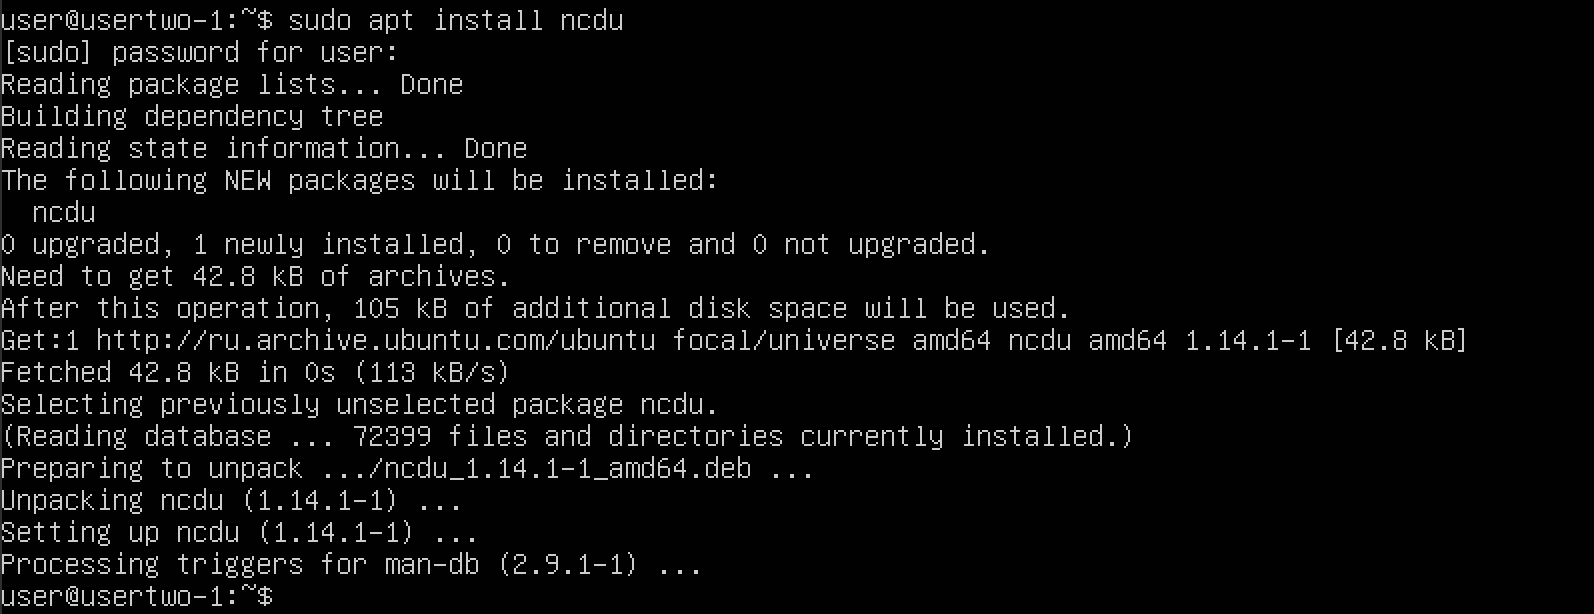 user@usertwo-1:~$ sudo apt install ncdu
[sudo] password for user:
Reading package lists... Done
Building dependency tree
Reading state information... Done
The following NEW packages will be installed:
  ncdu
0 upgraded, 1 newly installed, 0 to remove and 0 not upgraded.
Need to get 42.8 kB of archives.
After this operation, 105 kB of additional disk space will be used.
Get:1 http://ru.archive.ubuntu.com/ubuntu focal/universe amd64 ncdu amd64 1.14.1-1 [42.8 kB]
Fetched 42.8 kB in 0s (113 kB/s)
Selecting previously unselected package ncdu.
(Reading database ... 72399 files and directories currently installed.)
Preparing to unpack .../ncdu_1.14.1-1_amd64.deb ...
Unpacking ncdu (1.14.1-1) ...
Setting up ncdu (1.14.1-1) ...
Processing triggers for man-db (2.9.1-1) ...
user@usertwo-1:~$